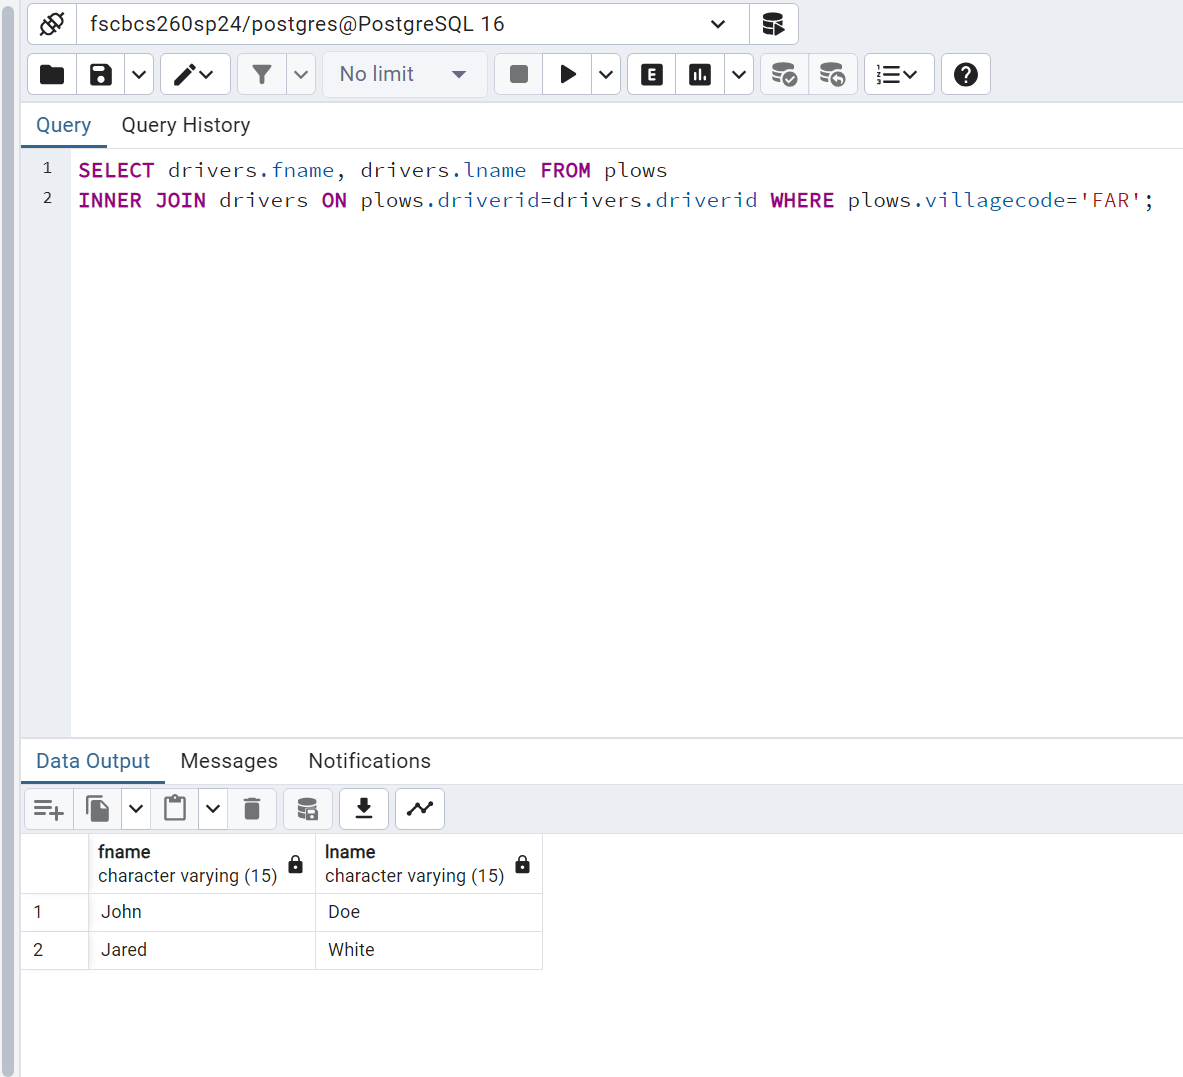 fscbcs260sp24/postgres@PostgreSQL 16
No limit
E
Query Query History
1 SELECT drivers.fname, drivers.lname FROM plows
2 INNER JOIN drivers ON plows.driverid=drivers.driverid WHERE plows.villagecode='FAR';
Data Output Messages Notifications
fname lname
character varying (15) character varying (15)
1 John Doe
2 Jared White